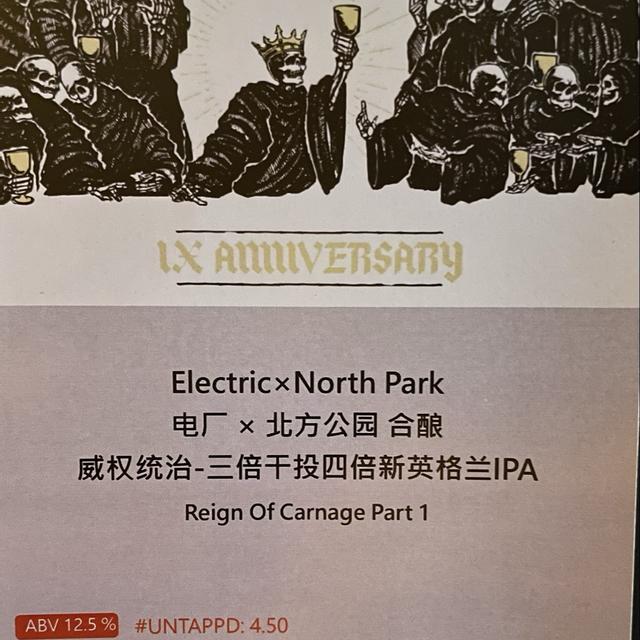 IX ANNIVERSARY
Electric×North Park
电厂 × 北方公园 合酿
威权统治-三倍干投四倍新英格兰IPA
Reign Of Carnage Part 1
ABV 12.5 %
#UNTAPPD: 4.50